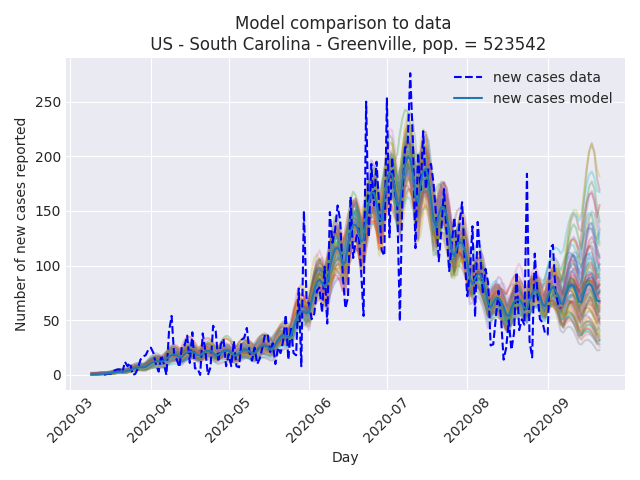 Model comparison to data
US - South Carolina - Greenville, pop. = 523542
new cases data
new cases model
Number of new cases reported
250
200
150
100
50
0
2020-03
2020-04
2020-05
2020-06
2020-07
2020-08
2020-09
Day